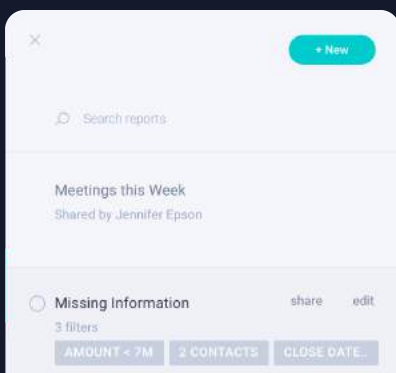 + New
Search reports
Meetings this Week
Shared by Jennifer Epson
Missing Information share edit
3 filters
AMOUNT < 7M 2 CONTACTS CLOSE DATE..